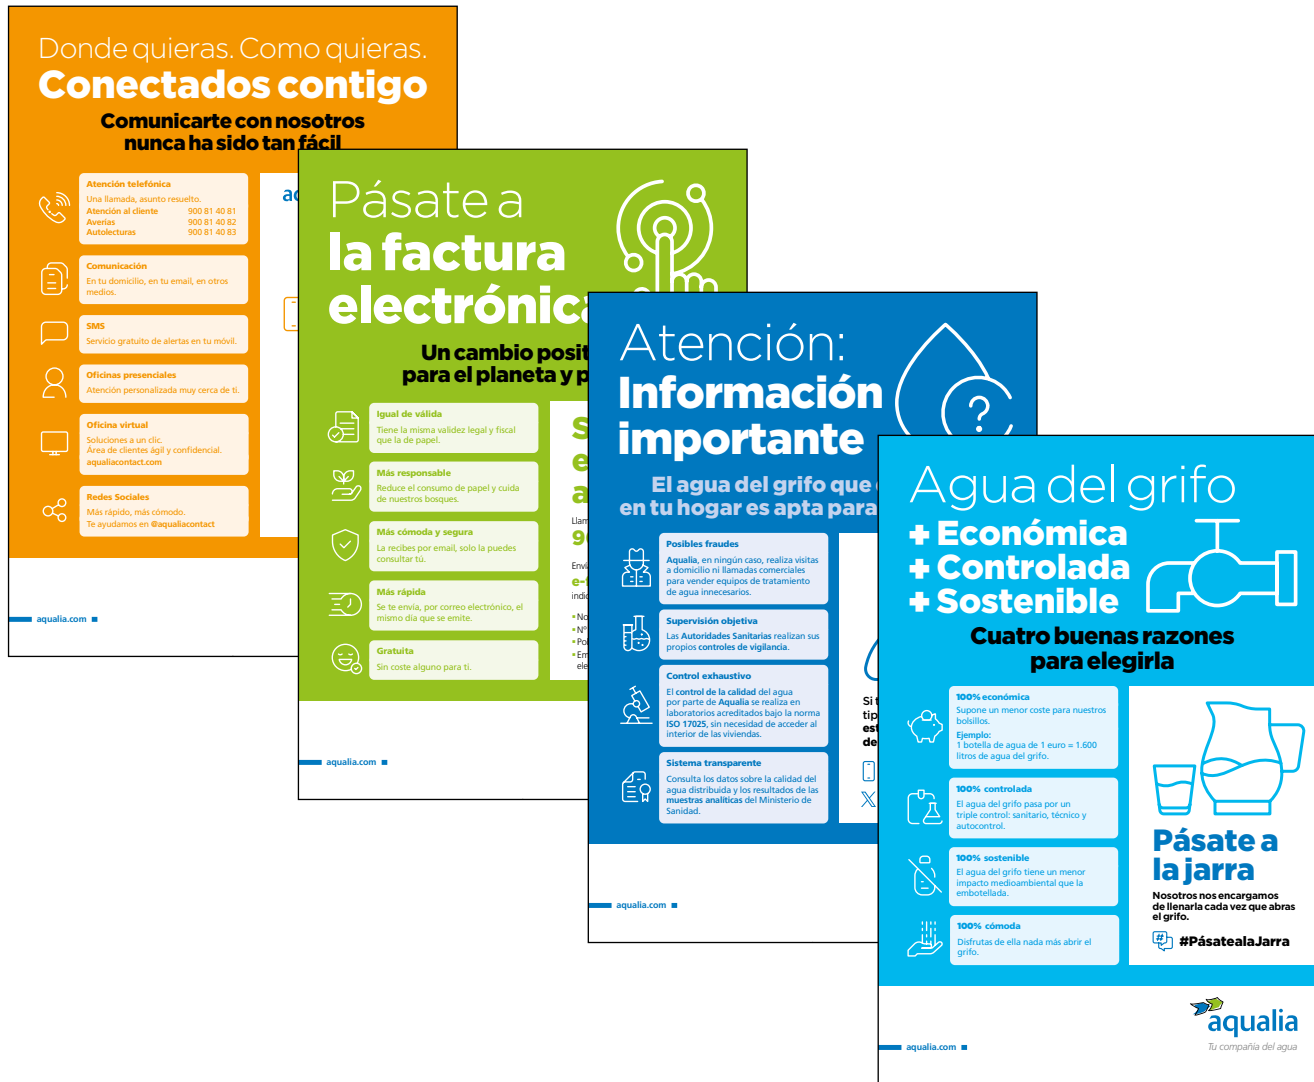 Donde quieras. Como quieras.
Conectados contigo
Comunicarte con nosotros
nunca ha sido tan fácil
Atención telefónica
Una llamada, asunto resuelto.
Atención al cliente 900 81 40 81
Averías 900 81 40 82
Autolecturas 900 81 40 83
Comunicación
En tu domicilio, en tu email, en otros
medios.
SMS
Servicio gratuito de alertas en tu móvil.
Oficinas presenciales
Atención personalizada muy cerca de ti.
Oficina virtual
Soluciones a un clic.
Área de clientes ágil y confidencial.
aqualiacontact.com
Redes Sociales
Más rápido, más cómodo.
Te ayudamos en @aqualiacontact
aqualia.com
Pásate a
la factura
electrónica
Un cambio posit
para el planeta y p
Igual de válida
Tiene la misma validez legal y fiscal
que la de papel.
Más responsable
Reduce el consumo de papel y cuida
de nuestros bosques.
Más cómoda y segura
La recibes por email, solo la puedes
consultar tú.
Más rápida
Se te envia, por correo electrónico, el
mismo día que se emite.
Gratuita
Sin coste alguno para ti.
aqualia.com
Atención:
Información
importante
El agua del grifo que
en tu hogar es apta para
Posibles fraudes
Aqualia, en ningún caso, realiza visitas
a domicilio ni llamadas comerciales
para vender equipos de tratamiento
de agua innecesarios.
Supervisión objetiva
Las Autoridades Sanitarias realizan sus
propios controles de vigilancia.
Control exhaustivo
El control de la calidad del agua
por parte de Aqualia se realiza en
laboratorios acreditados bajo la norma
ISO 17025, sin necesidad de acceder al
interior de las viviendas.
Sistema transparente
Consulta los datos sobre la calidad del
agua distribuida y los resultados de las
muestras analíticas del Ministerio de
Sanidad.
Si t
tip
est
de
aqualia.com
Agua del grifo
+ Económica
+ Controlada
+ Sostenible
Cuatro buenas razones
para elegirla
100% económica
Supone un menor coste para nuestros
bolsillos.
Ejemplo:
1 botella de agua de 1 euro = 1.600
litros de agua del grifo.
100% controlada
El agua del grifo pasa por un
triple control: sanitario, técnico y
autocontrol.
100% sostenible
El agua del grifo tiene un menor
impacto medioambiental que la
embotellada.
100% cómoda
Disfrutas de ella nada más abrir el
grifo.
Pásate a
la jarra
Nosotros nos encargamos
de llenarla cada vez que abras
el grifo.
#PásatealaJarra
aqualia
Tu compañía del agua
aqualia.com